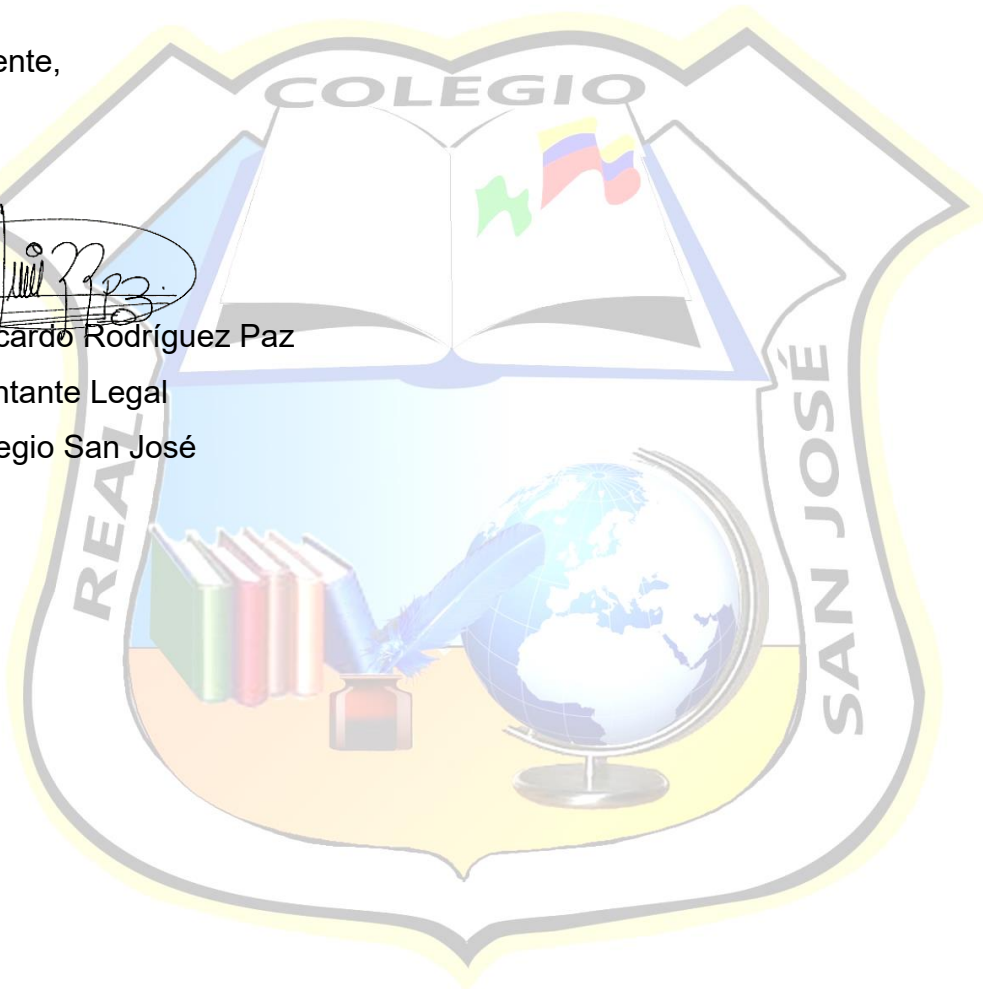 ente,
cardo Rodríguez Paz
ntante Legal
egio San José
COLEGIO
REAL
SAN JOSÉ